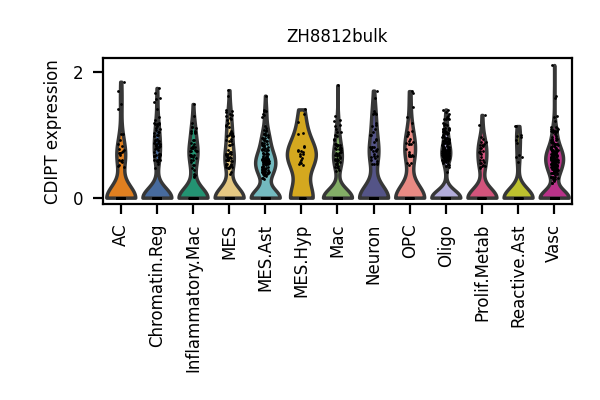 ZH8812bulk
CDIPT expression
2
0
AC
Chromatin.Reg
Inflammatory.Mac
MES
MES.Ast
MES.Hyp
Mac
Neuron
OPC
Oligo
Prolif.Metab
Reactive.Ast
Vasc